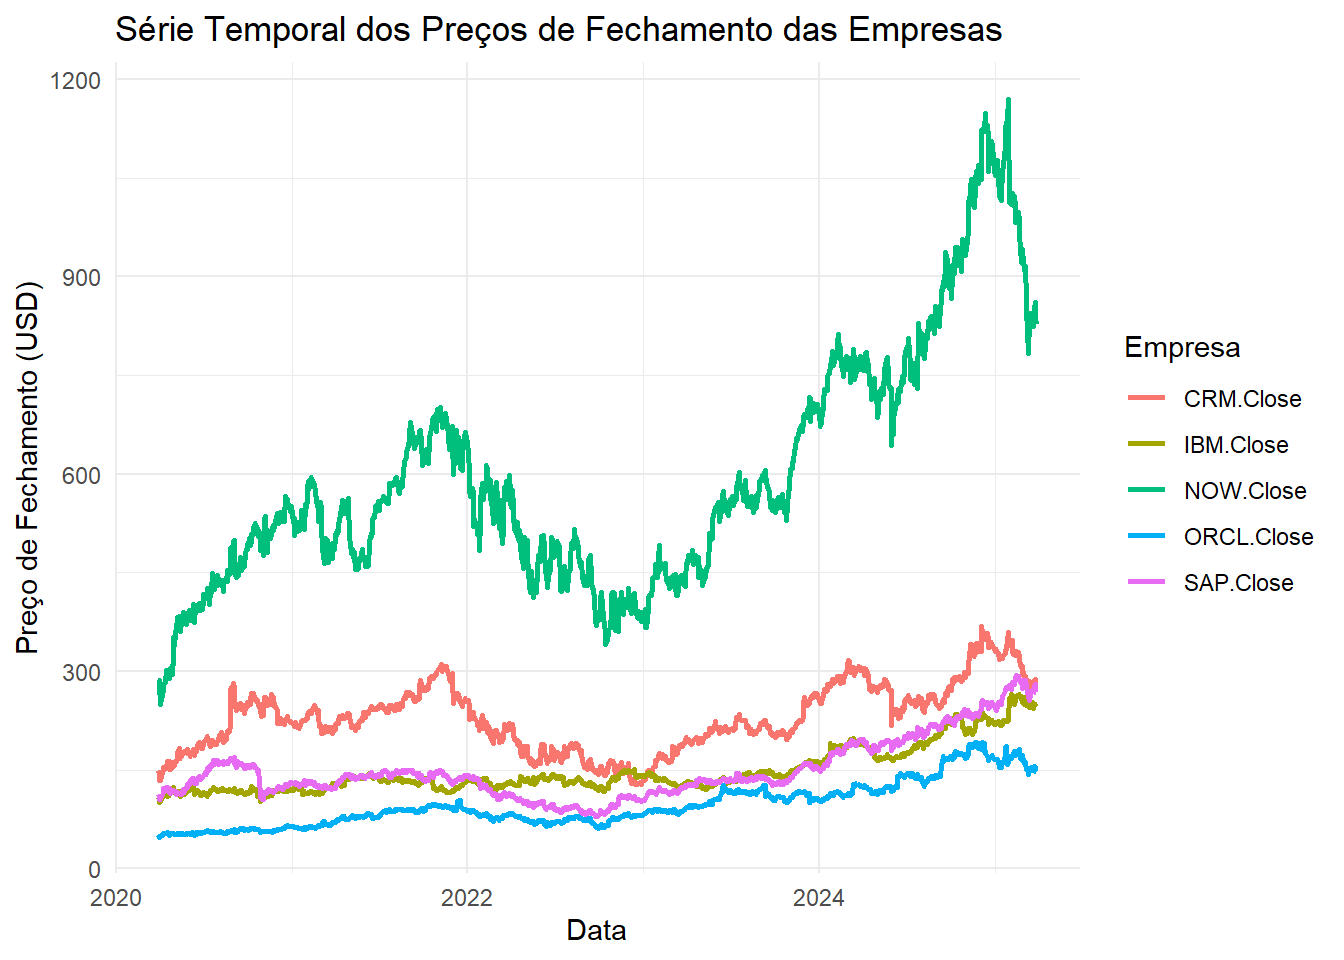 Série Temporal dos Preços de Fechamento das Empresas
Preço de Fechamento (USD)
1200
900
600
300
0
2020
2022
2024
Data
Empresa
CRM.Close
IBM.Close
NOW.Close
ORCL.Close
SAP.Close